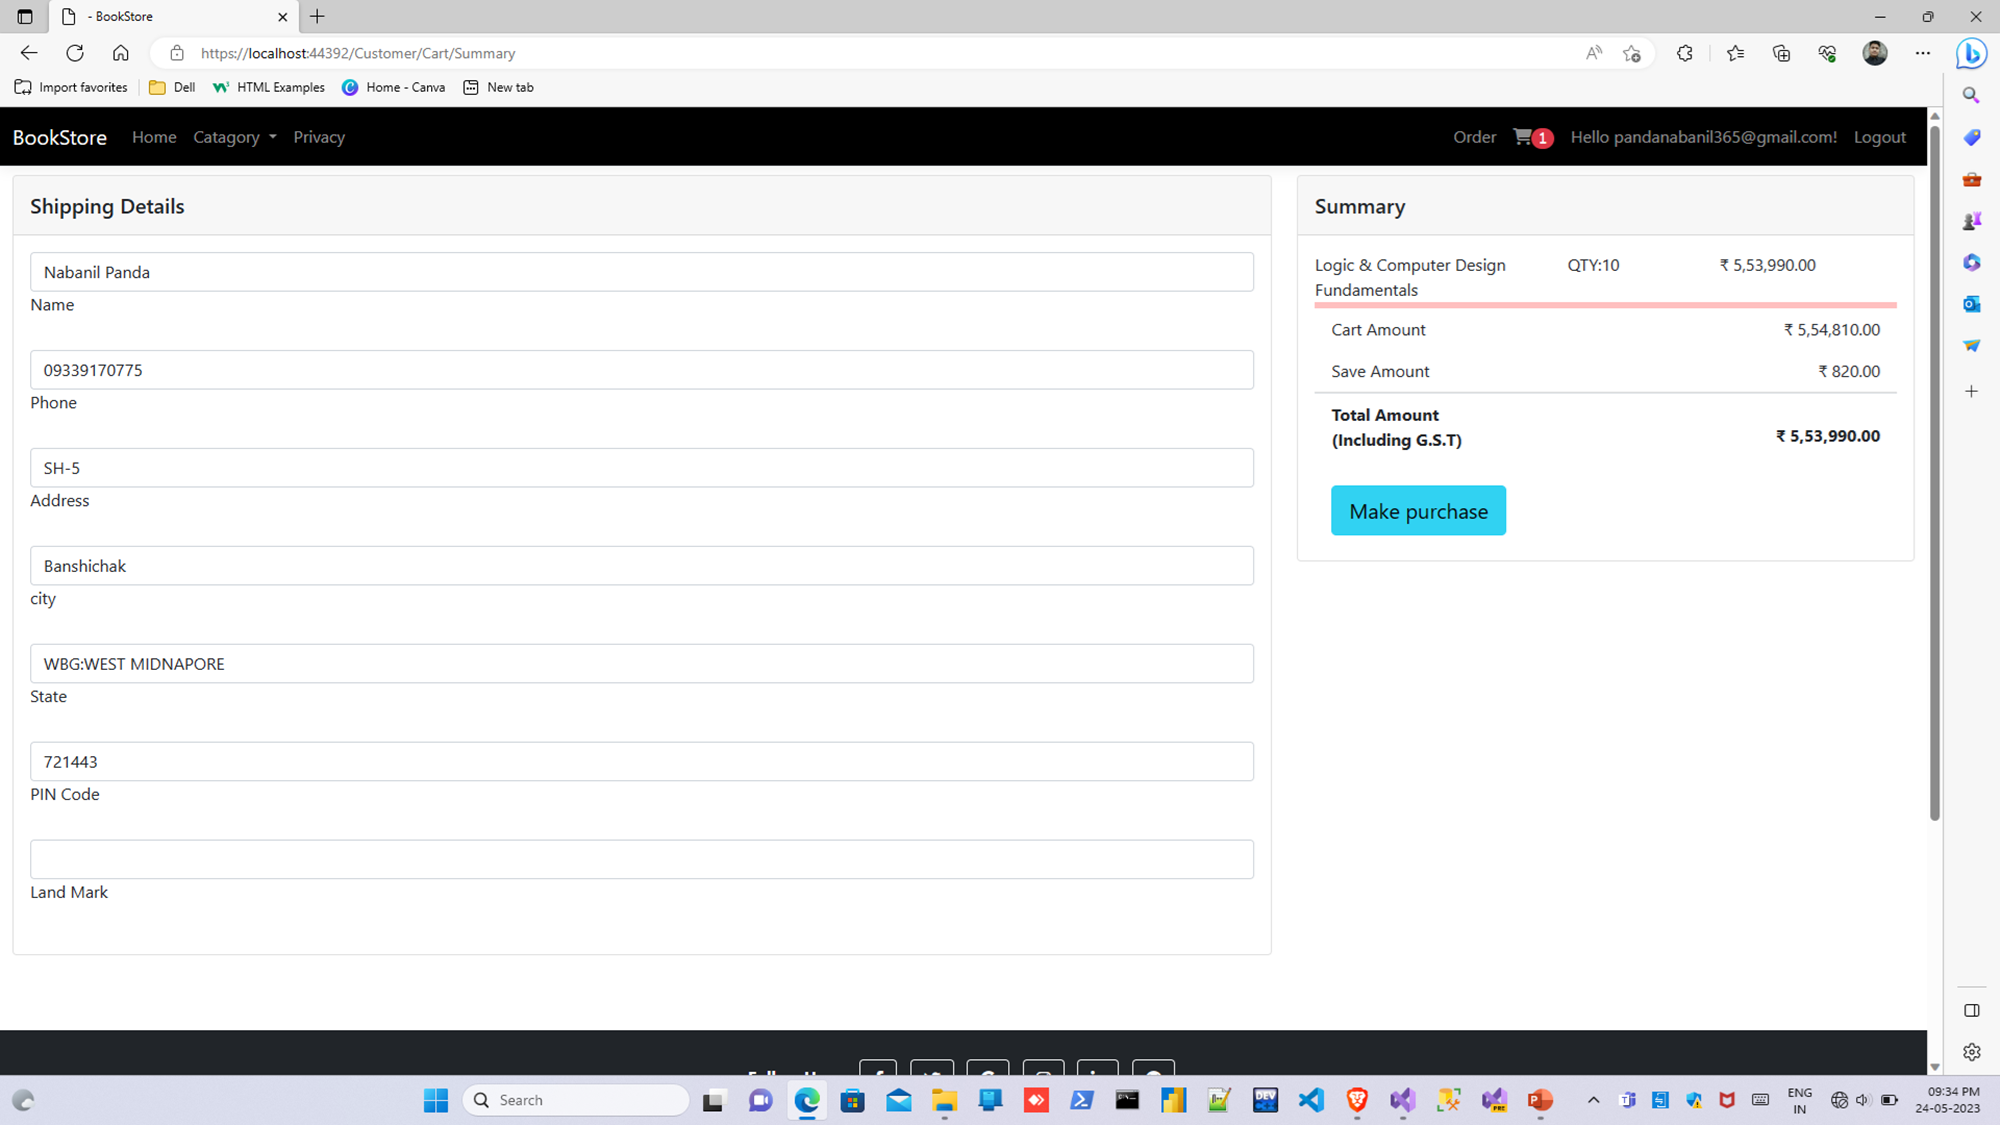 - BookStore
https://localhost:44392/Customer/Cart/Summary
Import favorites
Dell
HTML Examples
Home - Canva
New tab
BookStore
Home
Catagory
Privacy
Order
1
Hello pandanabanil365@gmail.com!
Logout
Shipping Details
Nabanil Panda
Name
09339170775
Phone
SH-5
Address
Banshichak
city
WBG:WEST MIDNAPORE
State
721443
PIN Code
Land Mark
Summary
Logic & Computer Design Fundamentals
QTY:10
₹ 5,53,990.00
Cart Amount
₹ 5,54,810.00
Save Amount
₹ 820.00
Total Amount
(Including G.S.T)
₹ 5,53,990.00
Make purchase
Search
ENG
IN
09:34 PM
24-05-2023